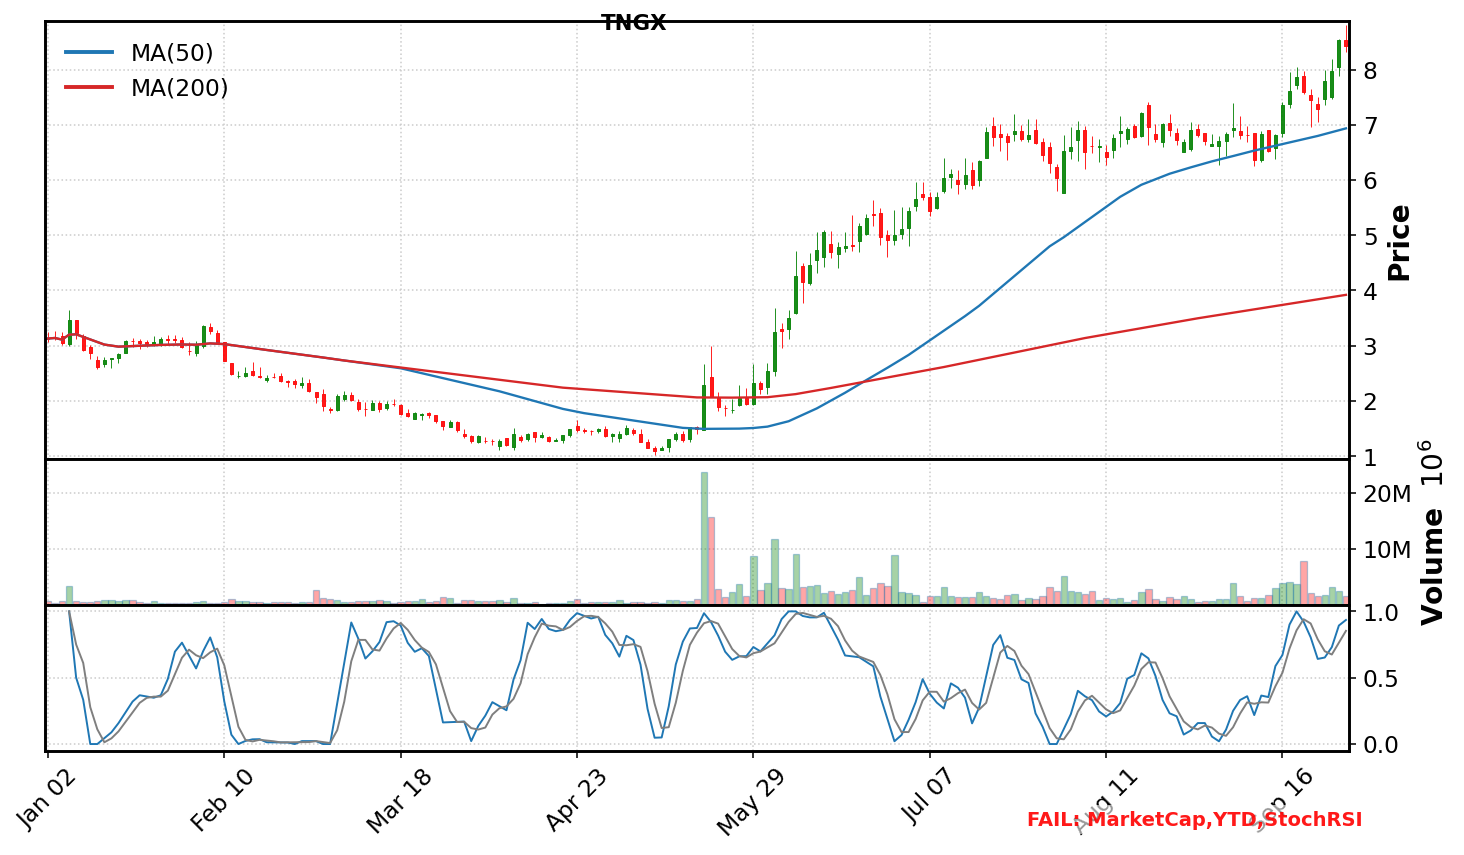 TNGX
MA(50)
MA(200)
8
7
6
5
4
3
2
1
Price
20M
10M
Volume 10^6
1.0
0.5
0.0
Jan 02
Feb 10
Mar 18
Apr 23
May 29
Jul 07
Aug 11
Sep 16
FAIL: MarketCap,YTD,StochRSI